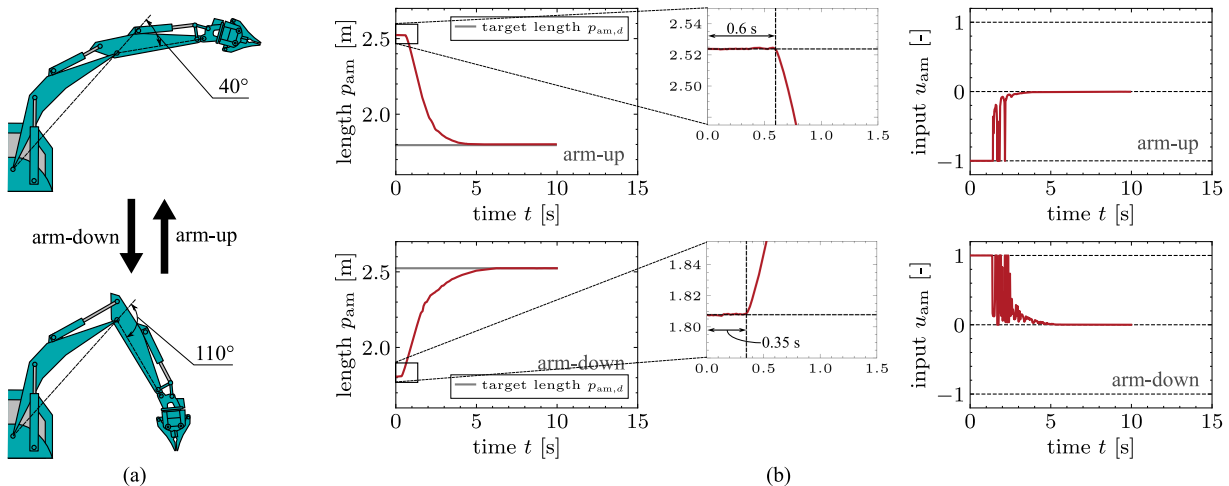 40°
arm-down
arm-up
110°
(a)
length p_am [m]
2.5
2.0
1.8
target length p_am,d
arm-up
0
5
10
15
time t [s]
2.54
2.52
2.50
0.6 s
0.0
0.5
1.0
1.5
input u_am [-]
1
0
−1
arm-up
0
5
10
15
time t [s]
length p_am [m]
2.5
2.0
1.8
arm-down
target length p_am,d
0
5
10
15
time t [s]
1.84
1.82
1.80
0.35 s
0.0
0.5
1.0
1.5
input u_am [-]
1
0
−1
arm-down
0
5
10
15
time t [s]
(b)